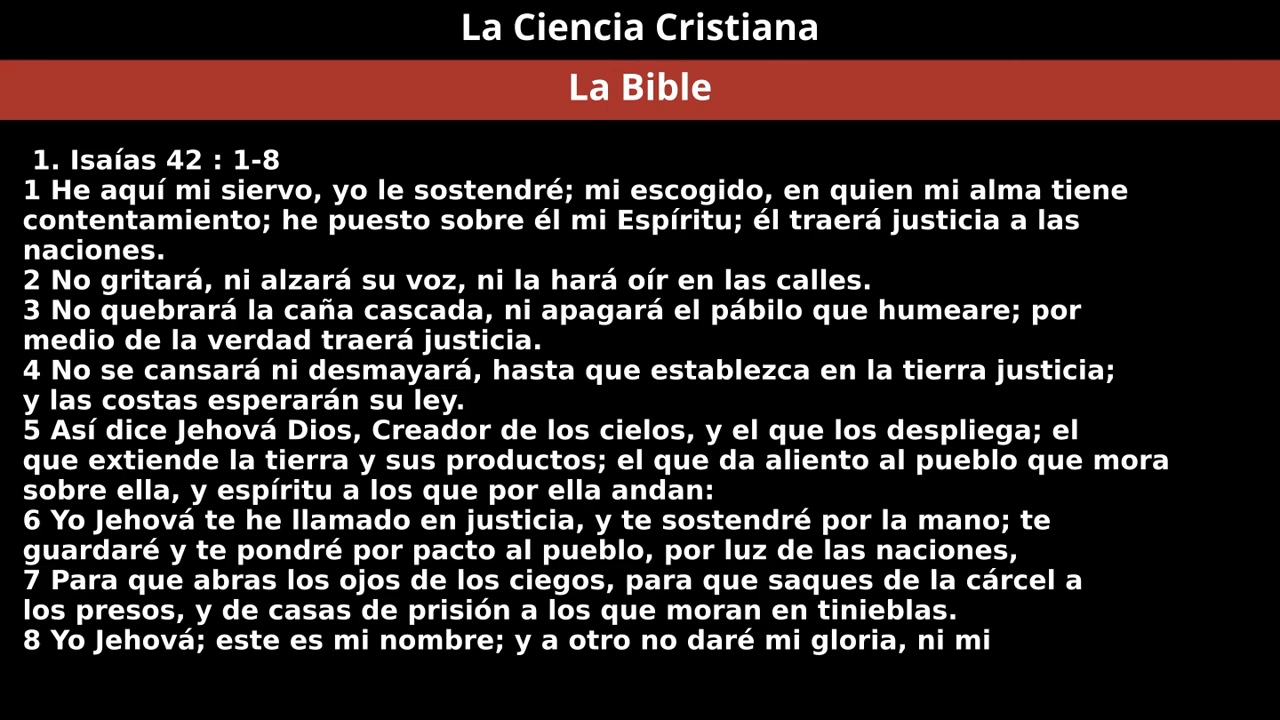 La Ciencia Cristiana
La Bible
1. Isaías 42 : 1-8
1 He aquí mi siervo, yo le sostendré; mi escogido, en quien mi alma tiene
contentamiento; he puesto sobre él mi Espíritu; él traerá justicia a las
naciones.
2 No gritará, ni alzará su voz, ni la hará oír en las calles.
3 No quebrará la caña cascada, ni apagará el pábilo que humeare; por
medio de la verdad traerá justicia.
4 No se cansará ni desmayará, hasta que establezca en la tierra justicia;
y las costas esperarán su ley.
5 Así dice Jehová Dios, Creador de los cielos, y el que los despliega; el
que extiende la tierra y sus productos; el que da aliento al pueblo que mora
sobre ella, y espíritu a los que por ella andan:
6 Yo Jehová te he llamado en justicia, y te sostendré por la mano; te
guardaré y te pondré por pacto al pueblo, por luz de las naciones,
7 Para que abras los ojos de los ciegos, para que saques de la cárcel a
los presos, y de casas de prisión a los que moran en tinieblas.
8 Yo Jehová; este es mi nombre; y a otro no daré mi gloria, ni mi